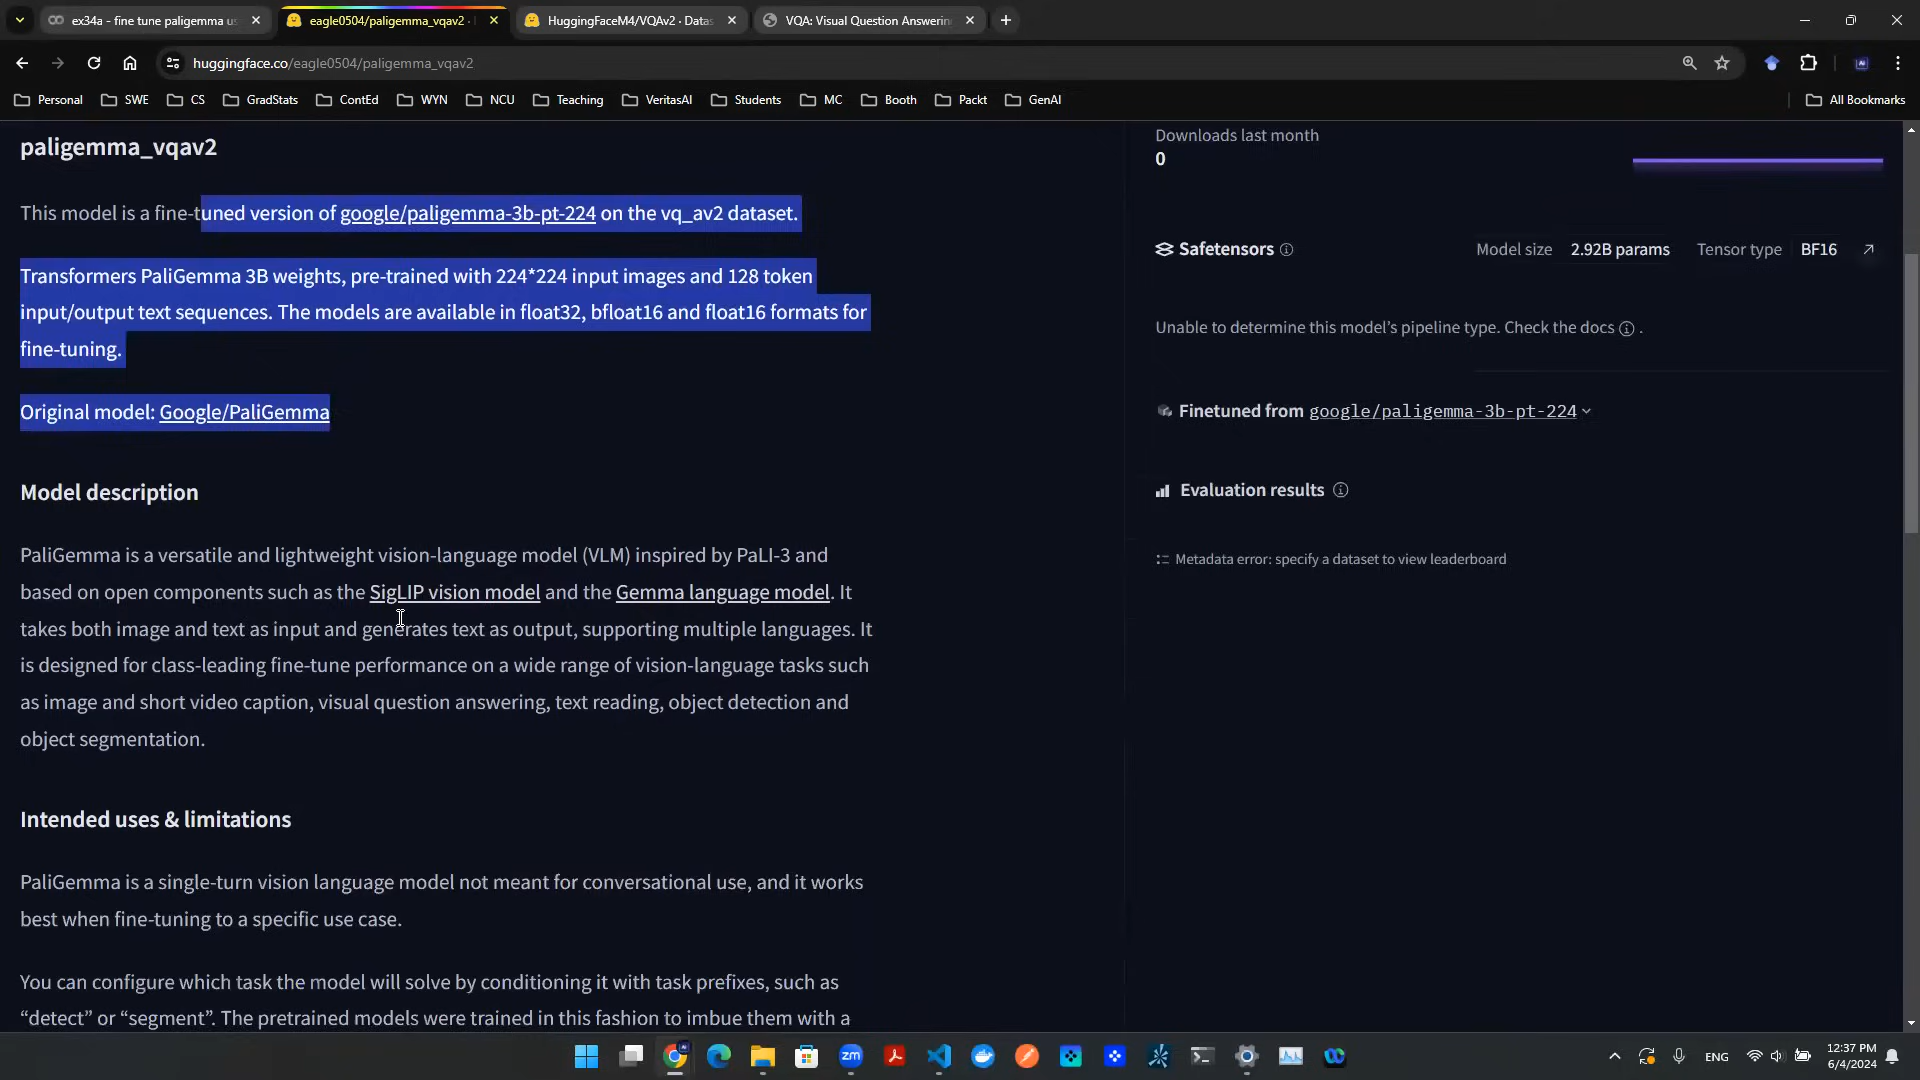 ex34a - fine tune paligemma u
eagle0504/paligemma_vqav2 ·
HuggingFaceM4/VQAv2 · Datas
VQA: Visual Question Answerin
huggingface.co/eagle0504/paligemma_vqav2
Personal SWE CS GradStats ContEd WYN NCU Teaching VeritasAI Students MC Booth Packt GenAI All Bookmarks
paligemma_vqav2
This model is a fine-tuned version of google/paligemma-3b-pt-224 on the vq_av2 dataset.
Transformers PaliGemma 3B weights, pre-trained with 224*224 input images and 128 token
input/output text sequences. The models are available in float32, bfloat16 and float16 formats for
fine-tuning.
Original model: Google/PaliGemma
Model description
PaliGemma is a versatile and lightweight vision-language model (VLM) inspired by PaLI-3 and
based on open components such as the SigLIP vision model and the Gemma language model. It
takes both image and text as input and generates text as output, supporting multiple languages. It
is designed for class-leading fine-tune performance on a wide range of vision-language tasks such
as image and short video caption, visual question answering, text reading, object detection and
object segmentation.
Intended uses & limitations
PaliGemma is a single-turn vision language model not meant for conversational use, and it works
best when fine-tuning to a specific use case.
You can configure which task the model will solve by conditioning it with task prefixes, such as
“detect” or “segment”. The pretrained models were trained in this fashion to imbue them with a
Downloads last month
0
Safetensors Model size 2.92B params Tensor type BF16
Unable to determine this model’s pipeline type. Check the docs .
Finetuned from google/paligemma-3b-pt-224
Evaluation results
Metadata error: specify a dataset to view leaderboard
zm
ENG
12:37 PM
6/4/2024